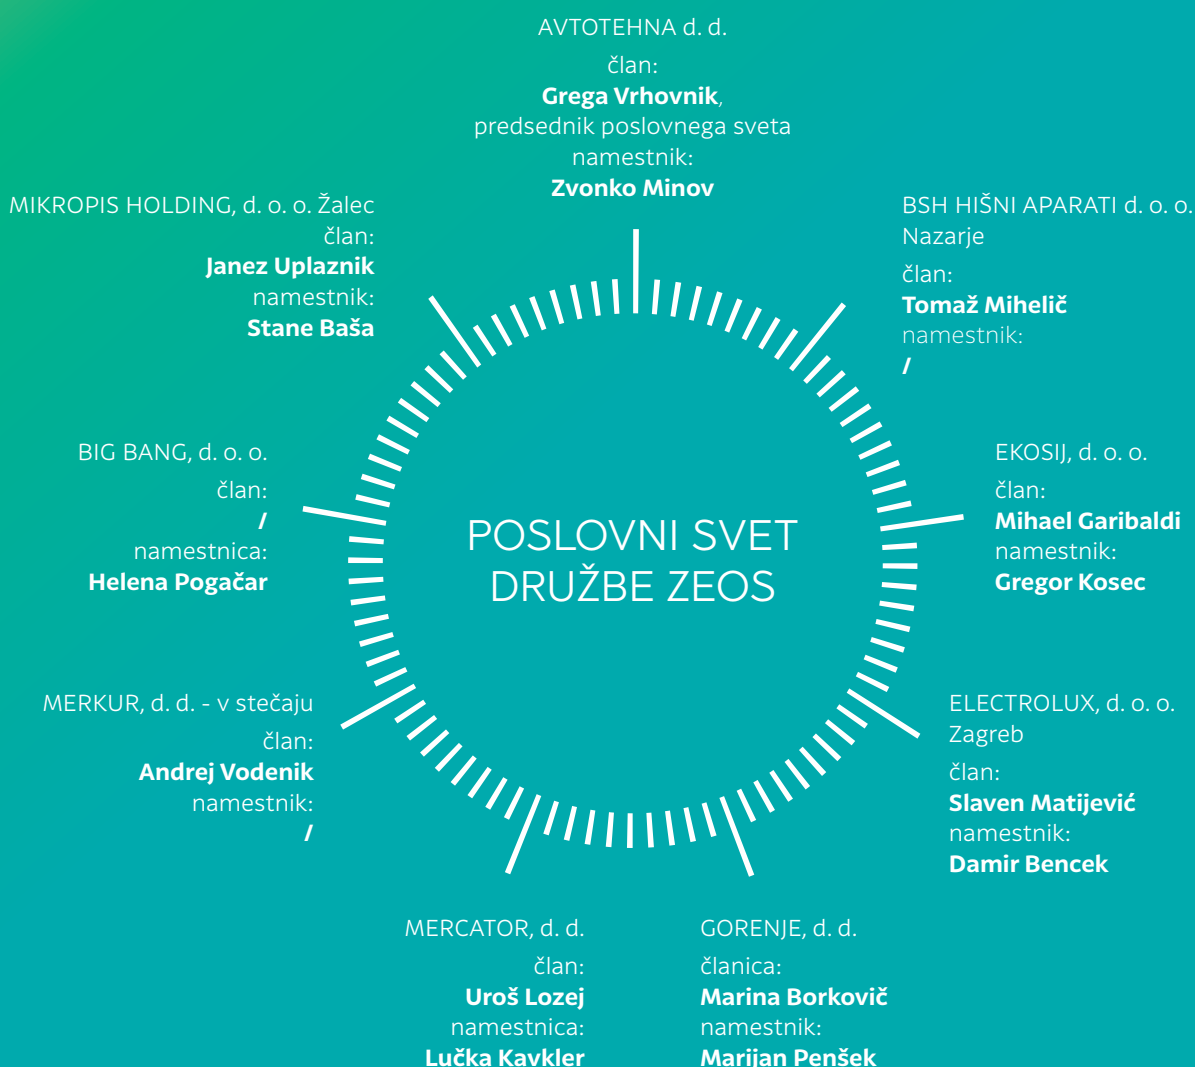 AVTOTEHNA d. d.
član:
Grega Vrhovnik,
predsednik poslovnega sveta
namestnik:
Zvonko Minov
BSH HIŠNI APARATI d. o. o.
Nazarje
član:
Tomaž Mihelič
namestnik:
/
EKOSIJ, d. o. o.
član:
Mihael Garibaldi
namestnik:
Gregor Kosec
ELECTROLUX, d. o. o.
Zagreb
član:
Slaven Matijević
namestnik:
Damir Bencek
GORENJE, d. d.
članica:
Marina Borkovič
namestnik:
Marijan Penšek
MERCATOR, d. d.
član:
Uroš Lozej
namestnica:
Lučka Kavkler
MERKUR, d. d. - v stečaju
član:
Andrej Vodenik
namestnik:
/
BIG BANG, d. o. o.
član:
/
namestnica:
Helena Pogačar
MIKROPIS HOLDING, d. o. o. Žalec
član:
Janez Uplaznik
namestnik:
Stane Baša
POSLOVNI SVET
DRUŽBE ZEOS